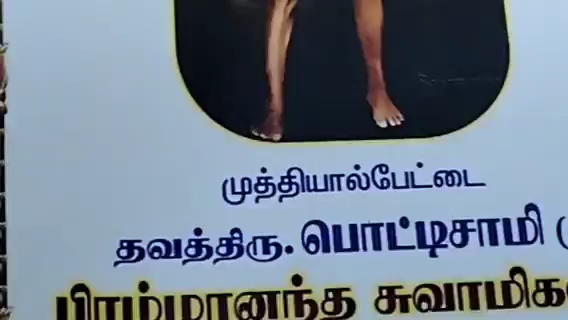 முத்தியால்பேட்டை
தவத்திரு. பொட்டிசாமி
பிரம்மானந்த